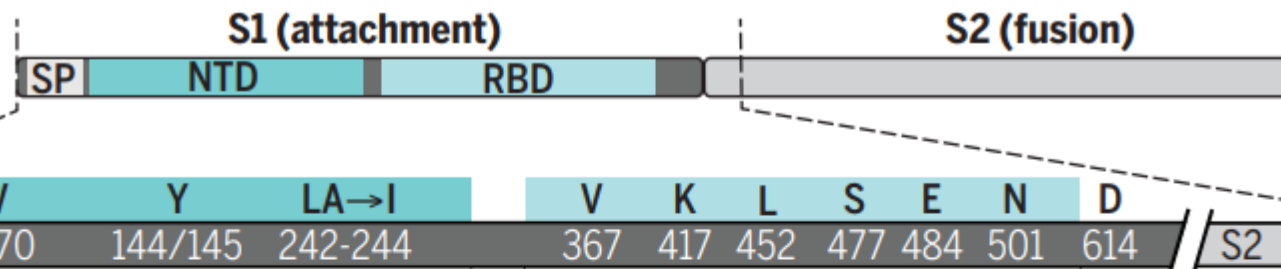 S1 (attachment) S2 (fusion)
SP NTD RBD
Y LA→I V K L S E N D
70 144/145 242-244 367 417 452 477 484 501 614 S2